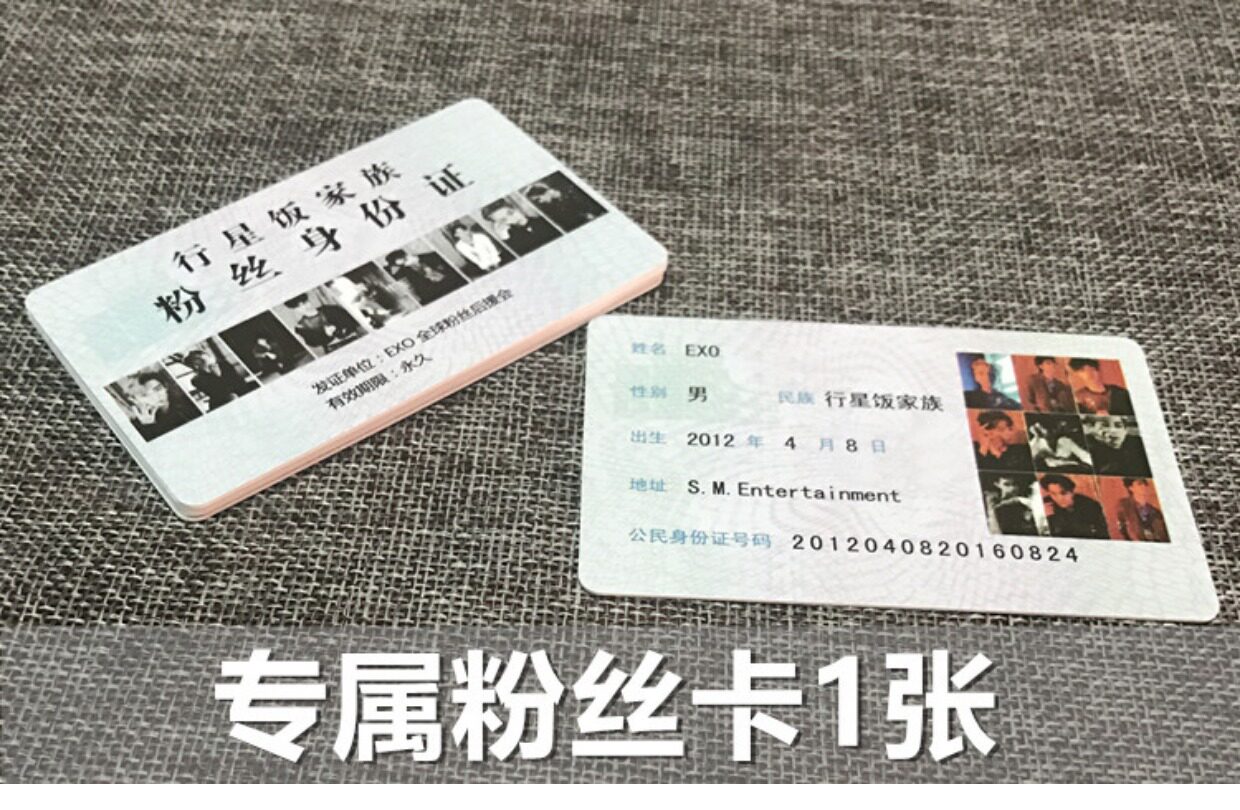 行星饭家族
粉丝身份证
发证单位：EXO 全球粉丝后援会
有效期限：永久
姓名 EXO
性别 男 民族 行星饭家族
出生 2012 年 4 月 8 日
地址 S.M.Entertainment
公民身份证号码 2012040820160824
专属粉丝卡1张